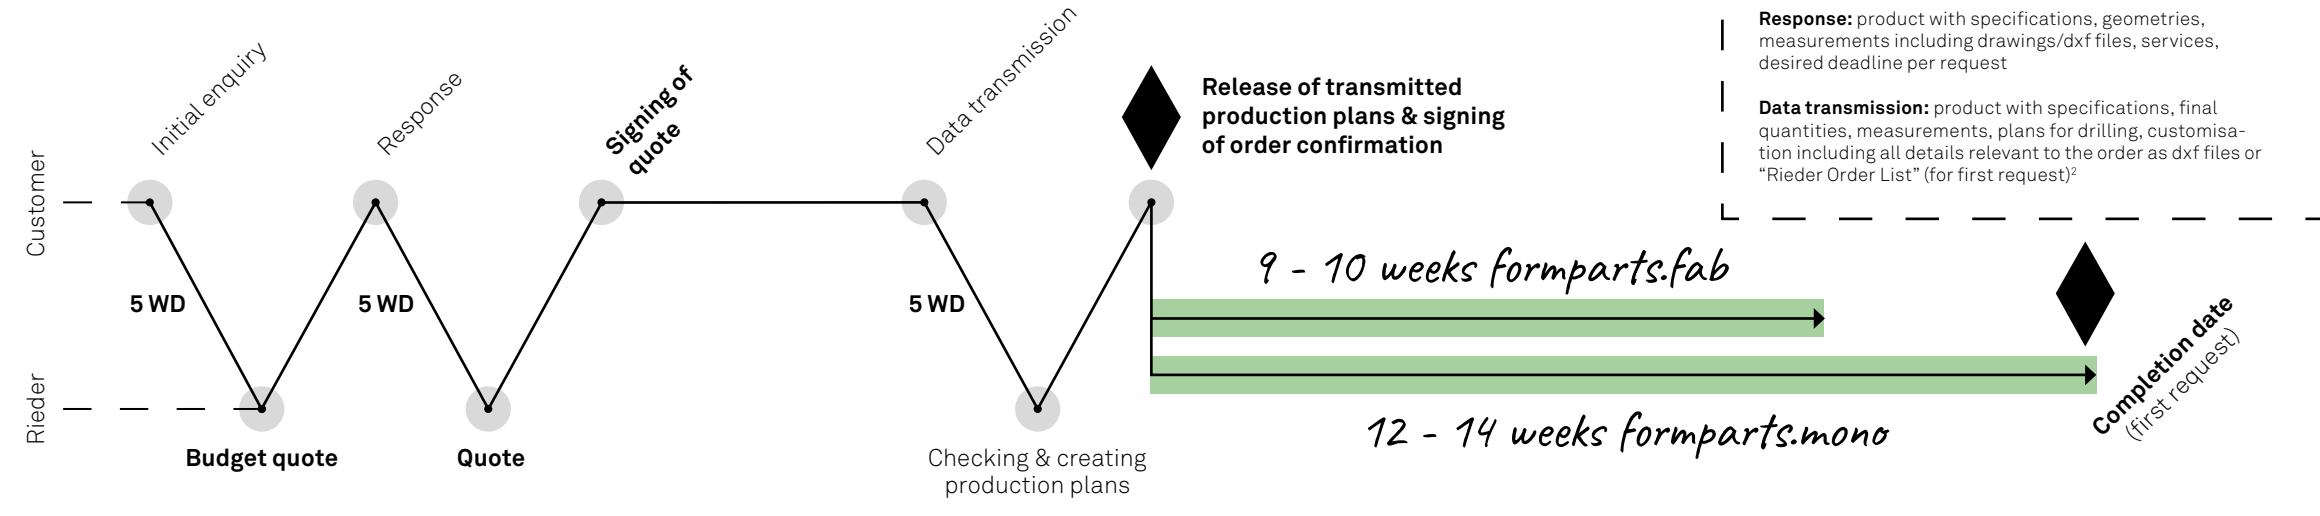 Initial enquiry
Response
Signing of
quote
Data transmission
Release of transmitted
production plans & signing
of order confirmation
Response: product with specifications, geometries,
measurements including drawings/dxf files, services,
desired deadline per request
Data transmission: product with specifications, final
quantities, measurements, plans for drilling, customisa-
tion including all details relevant to the order as dxf files or
“Rieder Order List” (for first request)²
Customer
5 WD
5 WD
5 WD
9 - 10 weeks formparts.fab
Completion date
(first request)
Rieder
12 - 14 weeks formparts.mono
Budget quote
Quote
Checking & creating
production plans